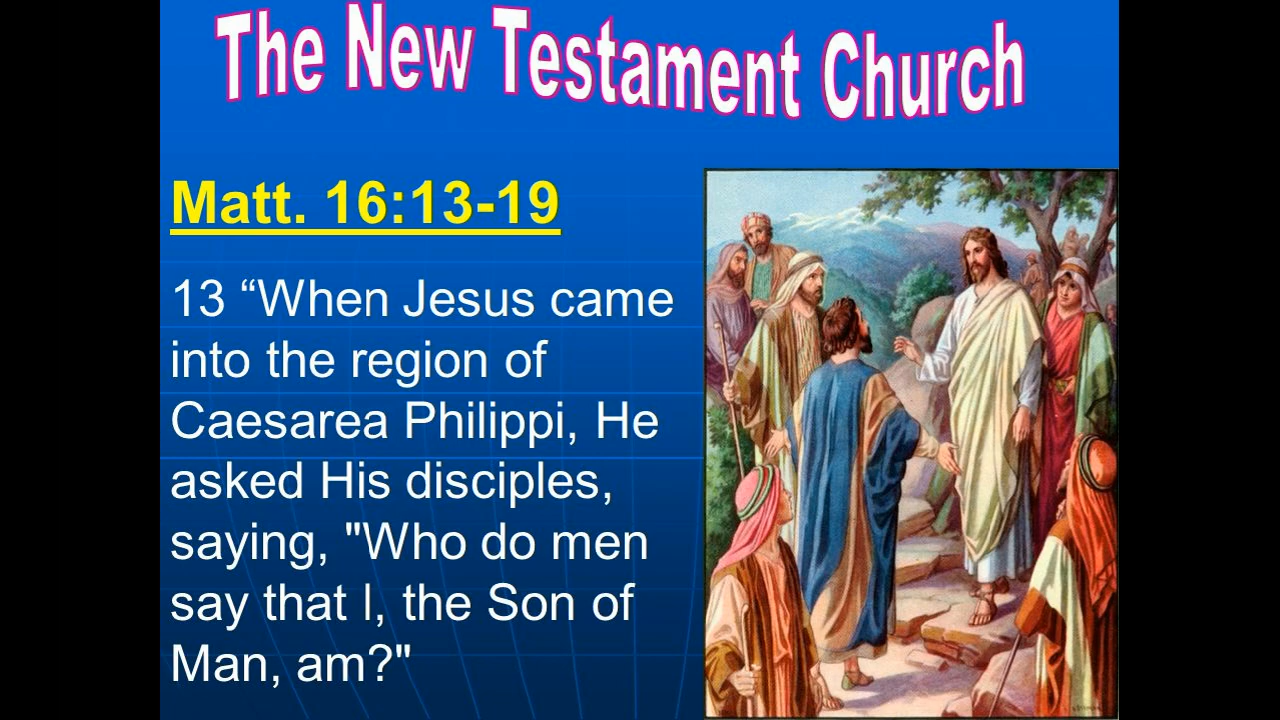 The New Testament Church
Matt. 16:13-19
13 “When Jesus came
into the region of
Caesarea Philippi, He
asked His disciples,
saying, "Who do men
say that I, the Son of
Man, am?"